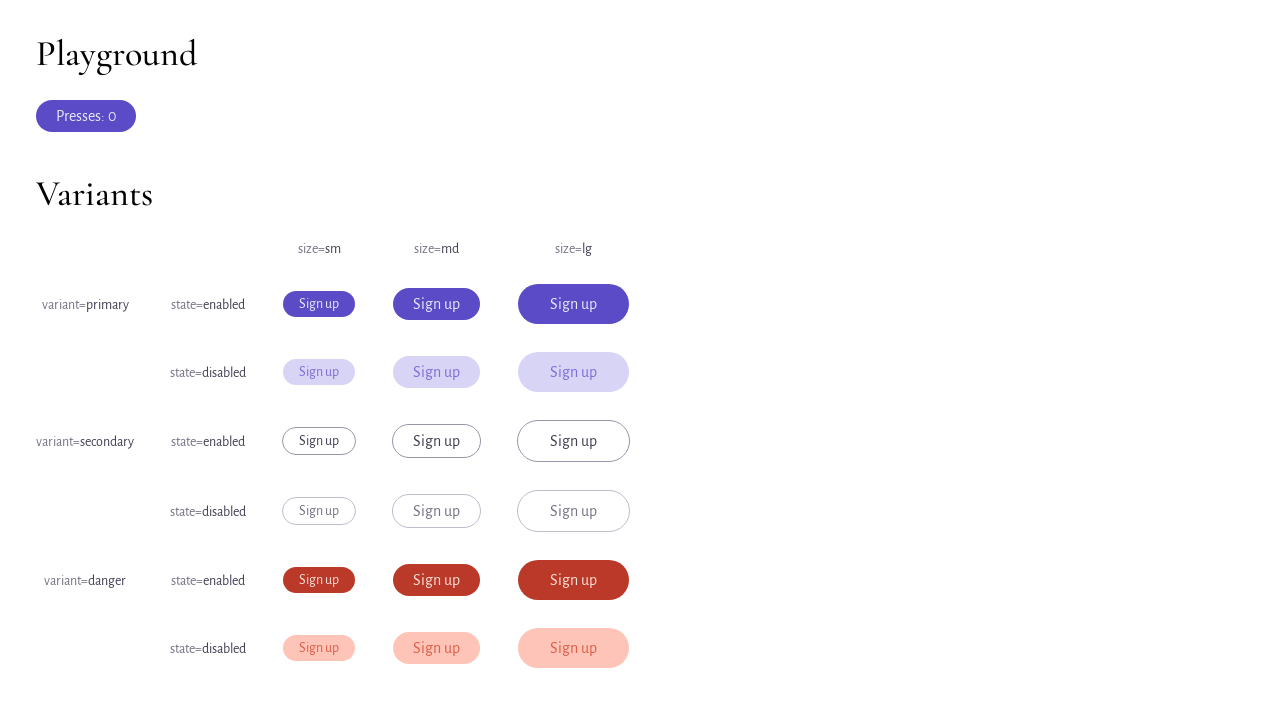 Playground
Presses: 0
Variants
size=sm size=md size=lg
variant=primary state=enabled Sign up Sign up Sign up
state=disabled Sign up Sign up Sign up
variant=secondary state=enabled Sign up Sign up Sign up
state=disabled Sign up Sign up Sign up
variant=danger state=enabled Sign up Sign up Sign up
state=disabled Sign up Sign up Sign up